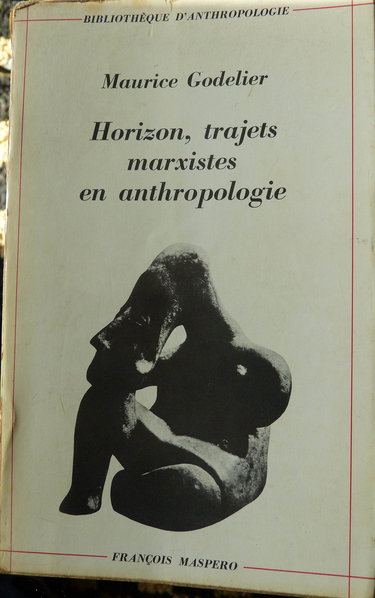 BIBLIOTHÈQUE D'ANTHROPOLOGIE
Maurice Godelier
Horizon, trajets
marxistes
en anthropologie
FRANÇOIS MASPERO